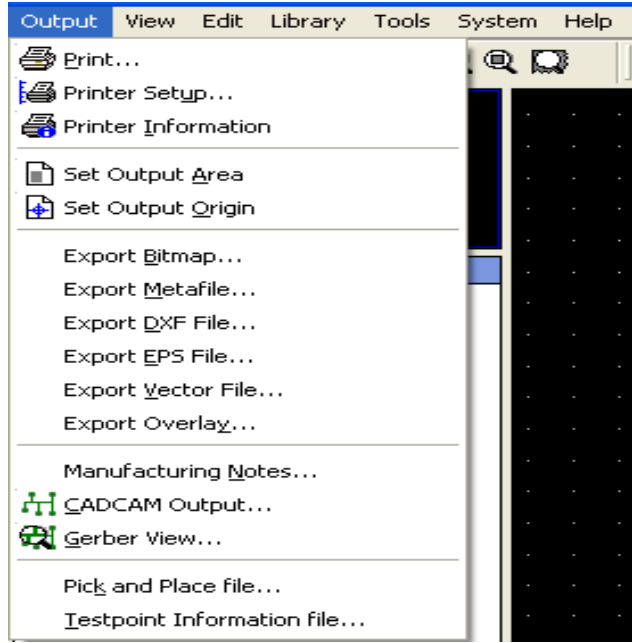 Output View Edit Library Tools System Help
Print...
Printer Setup...
Printer Information
Set Output Area
Set Output Origin
Export Bitmap...
Export Metafile...
Export DXF File...
Export EPS File...
Export Vector File...
Export Overlay...
Manufacturing Notes...
CADCAM Output...
Gerber View...
Pick and Place file...
Testpoint Information file...